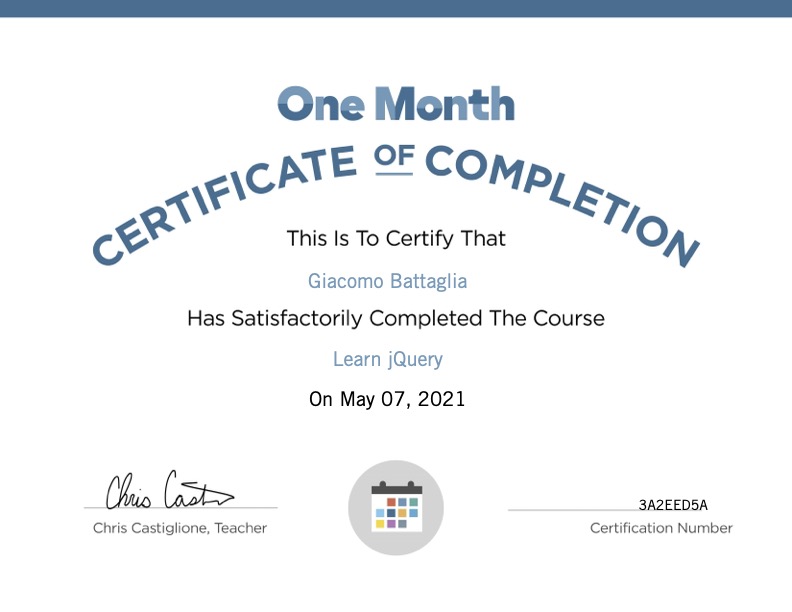 One Month
CERTIFICATE OF COMPLETION
This Is To Certify That
Giacomo Battaglia
Has Satisfactorily Completed The Course
Learn jQuery
On May 07, 2021
Chris Cast
3A2EED5A
Chris Castiglione, Teacher
Certification Number